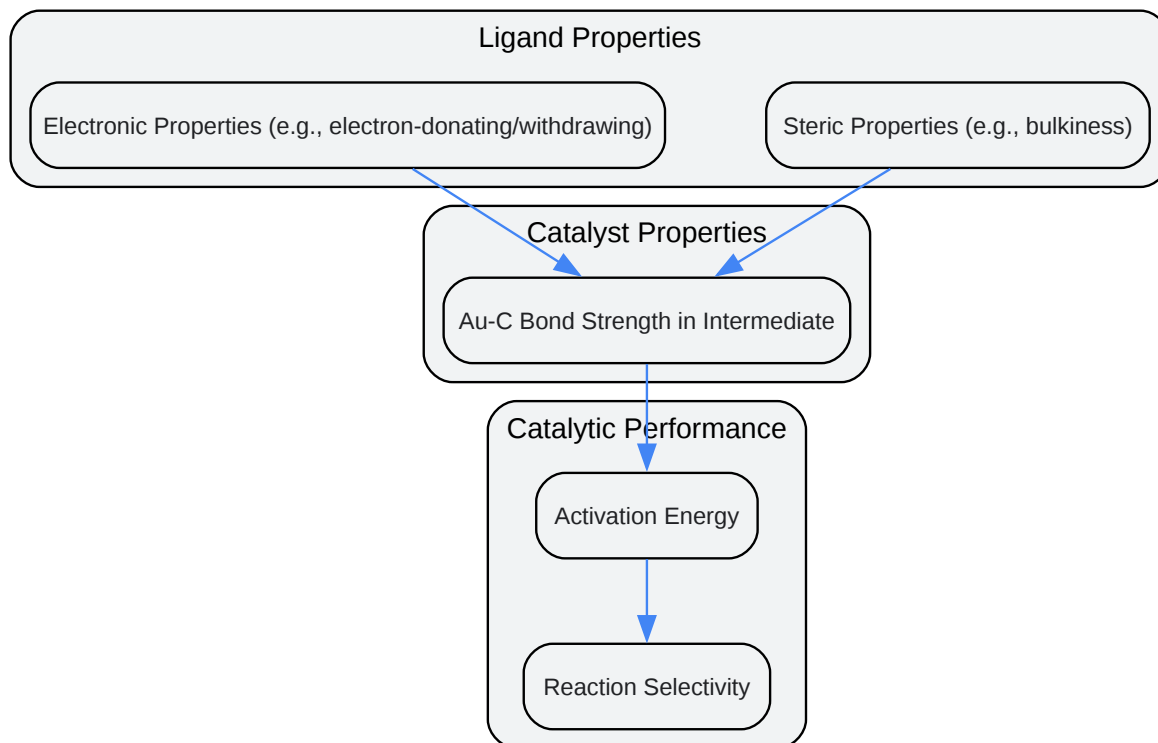 Ligand Properties
Electronic Properties (e.g., electron-donating/withdrawing)
Steric Properties (e.g., bulkiness)
Catalyst Properties
Au-C Bond Strength in Intermediate
Catalytic Performance
Activation Energy
Reaction Selectivity